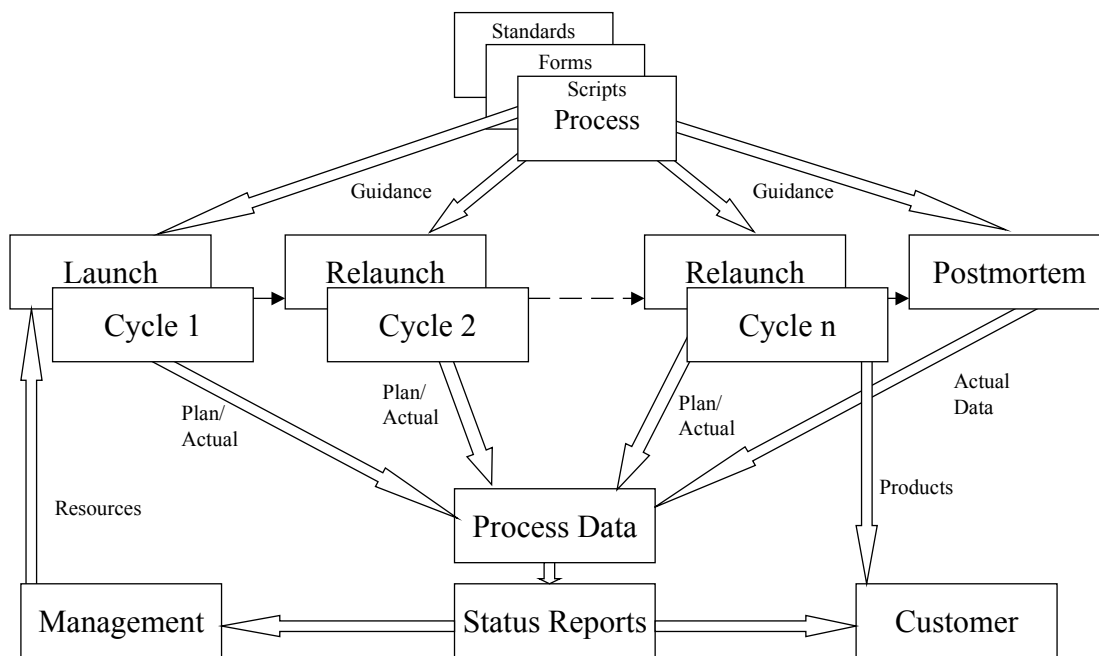 Standards
Forms
Scripts
Process
Guidance
Guidance
Launch
Relaunch
Relaunch
Postmortem
Cycle 1
Cycle 2
Cycle n
Plan/
Actual
Plan/
Actual
Plan/
Actual
Actual
Data
Resources
Products
Process Data
Management
Status Reports
Customer